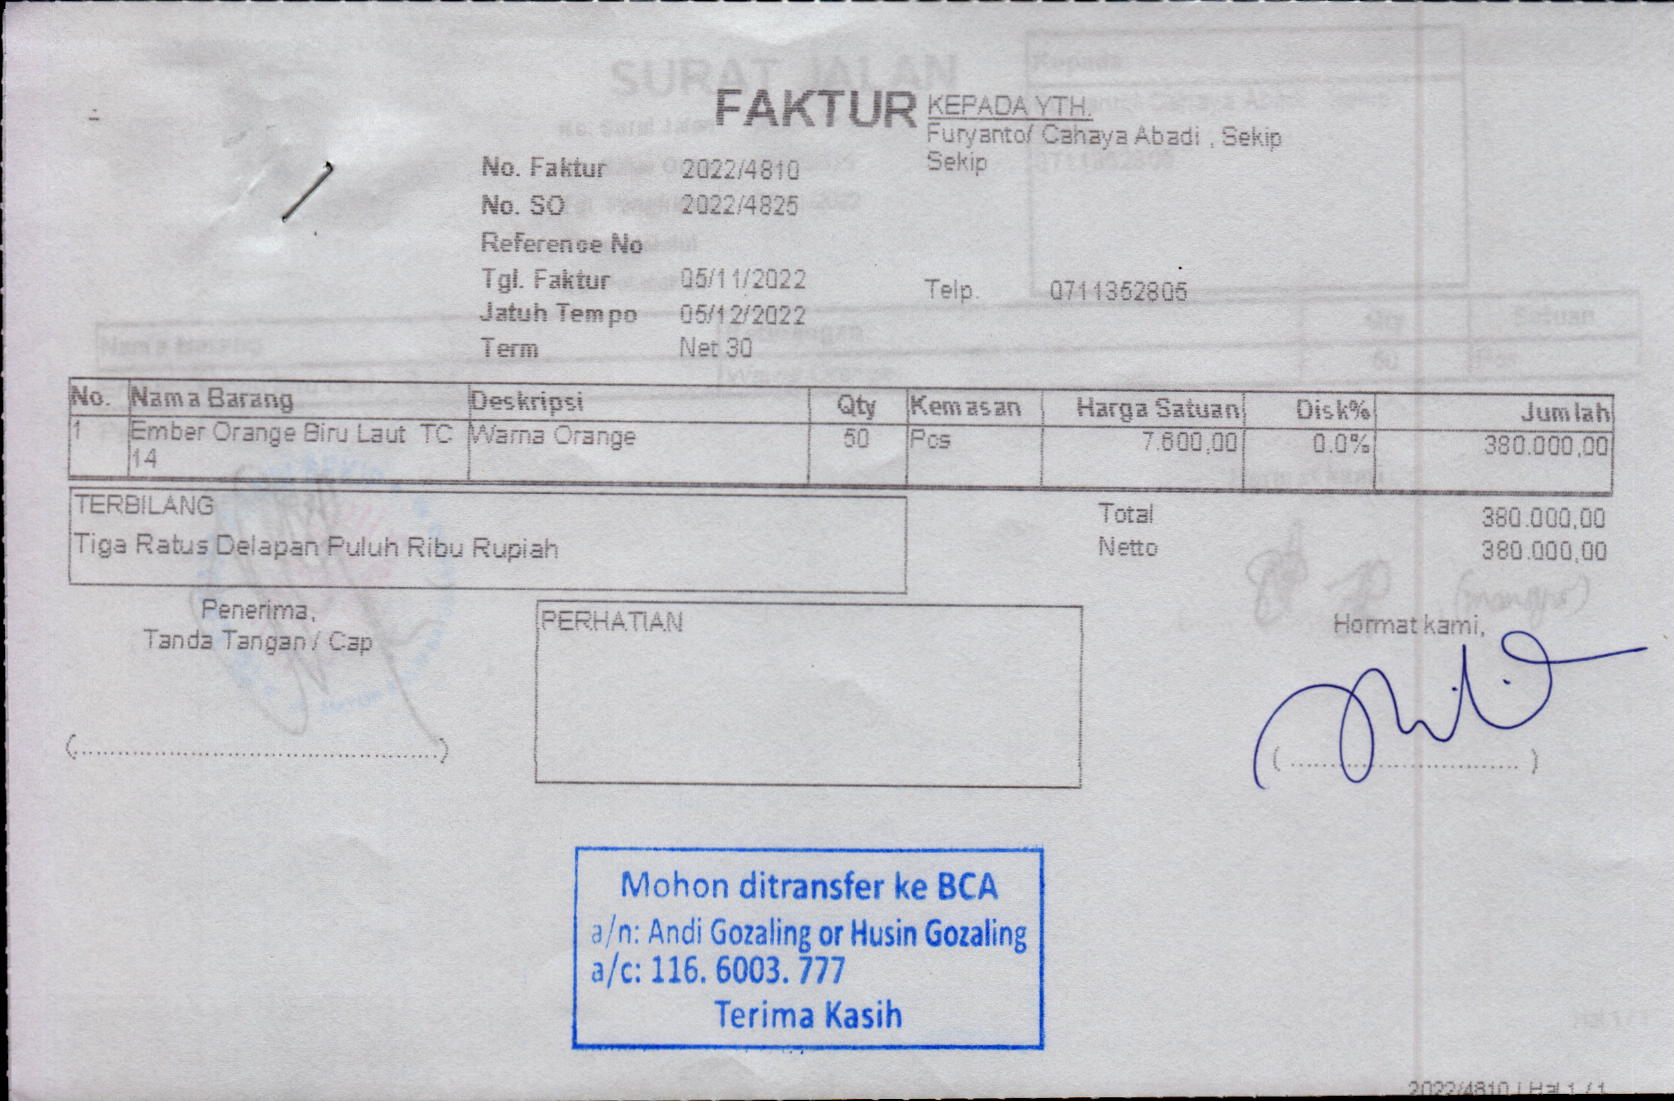 FAKTUR
KEPADA YTH.
Furyanto/ Cahaya Abadi , Sekip
Sekip
No. Faktur 2022/4810
No. SO 2022/4825
Reference No
Tgl. Faktur 05/11/2022
Telp. 0711352805
Jatuh Tempo 05/12/2022
Term Net 30
No. Nama Barang Deskripsi Qty Kemasan Harga Satuan Disk% Jumlah
1 Ember Orange Biru Laut TC Warna Orange 50 Pcs 7.600,00 0.0% 380.000,00
14
TERBILANG
Tiga Ratus Delapan Puluh Ribu Rupiah
Total 380.000,00
Netto 380.000,00
Penerima,
Tanda Tangan / Cap
PERHATIAN
Hormat kami,
Mohon ditransfer ke BCA
a/n: Andi Gozaling or Husin Gozaling
a/c: 116. 6003. 777
Terima Kasih
2022/4810 | Hal 1 / 1